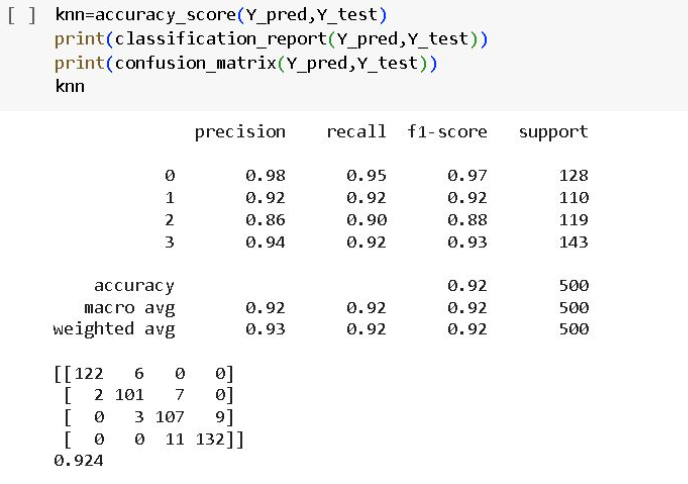 [ ] knn=accuracy_score(Y_pred,Y_test)
print(classification_report(Y_pred,Y_test))
print(confusion_matrix(Y_pred,Y_test))
knn
precision recall f1-score support
0 0.98 0.95 0.97 128
1 0.92 0.92 0.92 110
2 0.86 0.90 0.88 119
3 0.94 0.92 0.93 143
accuracy 0.92 500
macro avg 0.92 0.92 0.92 500
weighted avg 0.93 0.92 0.92 500
[[122 6 0 0]
[ 2 101 7 0]
[ 0 3 107 9]
[ 0 0 11 132]]
0.924